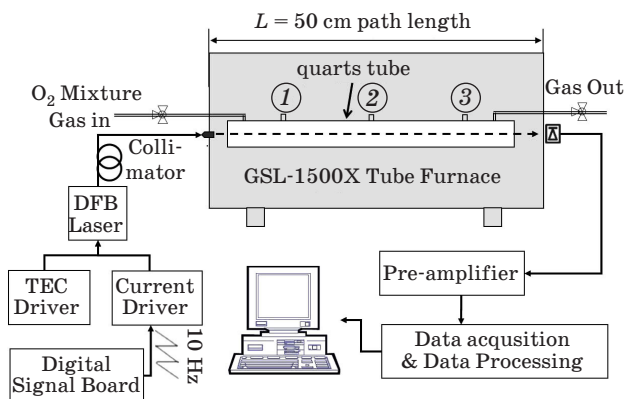 L = 50 cm path length
quarts tube
O2 Mixture
Gas in
1
2
3
Gas Out
Colli-
mator
GSL-1500X Tube Furnace
DFB
Laser
TEC
Driver
Current
Driver
Pre-amplifier
10 Hz
Digital
Signal Board
Data acqusition
& Data Processing